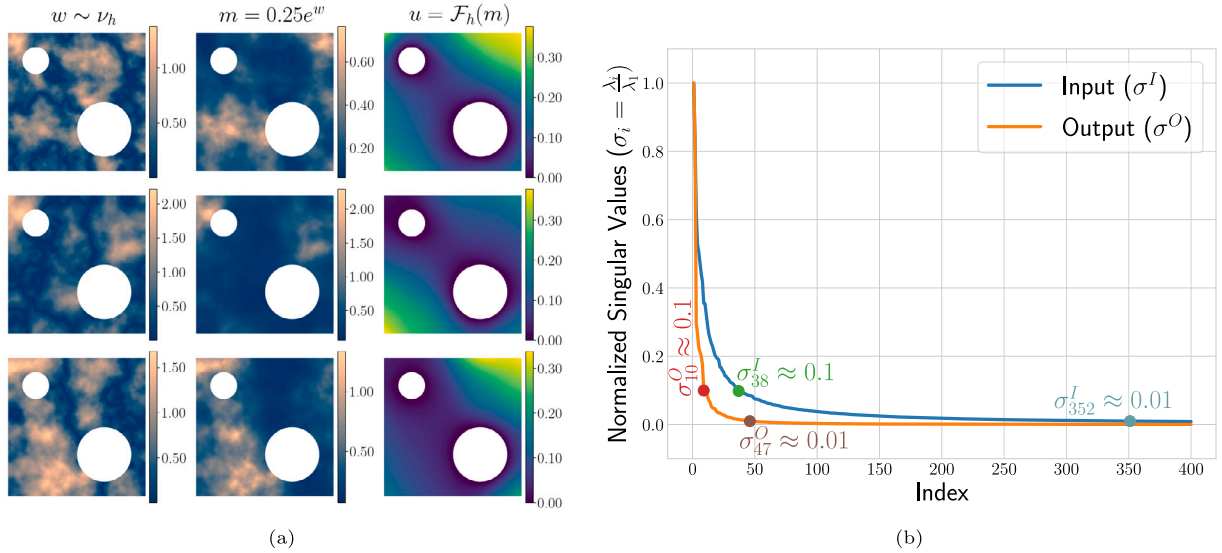 w ∼ ν_h
m = 0.25e^w
u = F_h(m)
1.00
0.50
0.60
0.40
0.20
0.30
0.20
0.10
0.00
2.00
1.50
1.00
0.50
2.00
1.50
1.00
0.50
0.30
0.20
0.10
0.00
1.50
1.00
0.50
1.00
0.50
0.30
0.20
0.10
0.00
(a)
Normalized Singular Values (σ_i = λ_i/λ_1)
1.0
0.8
0.6
0.4
0.2
0.0
Input (σ^I)
Output (σ^O)
σ^O_10 ≈ 0.1
σ^I_38 ≈ 0.1
σ^I_352 ≈ 0.01
σ^O_47 ≈ 0.01
0 50 100 150 200 250 300 350 400
Index
(b)